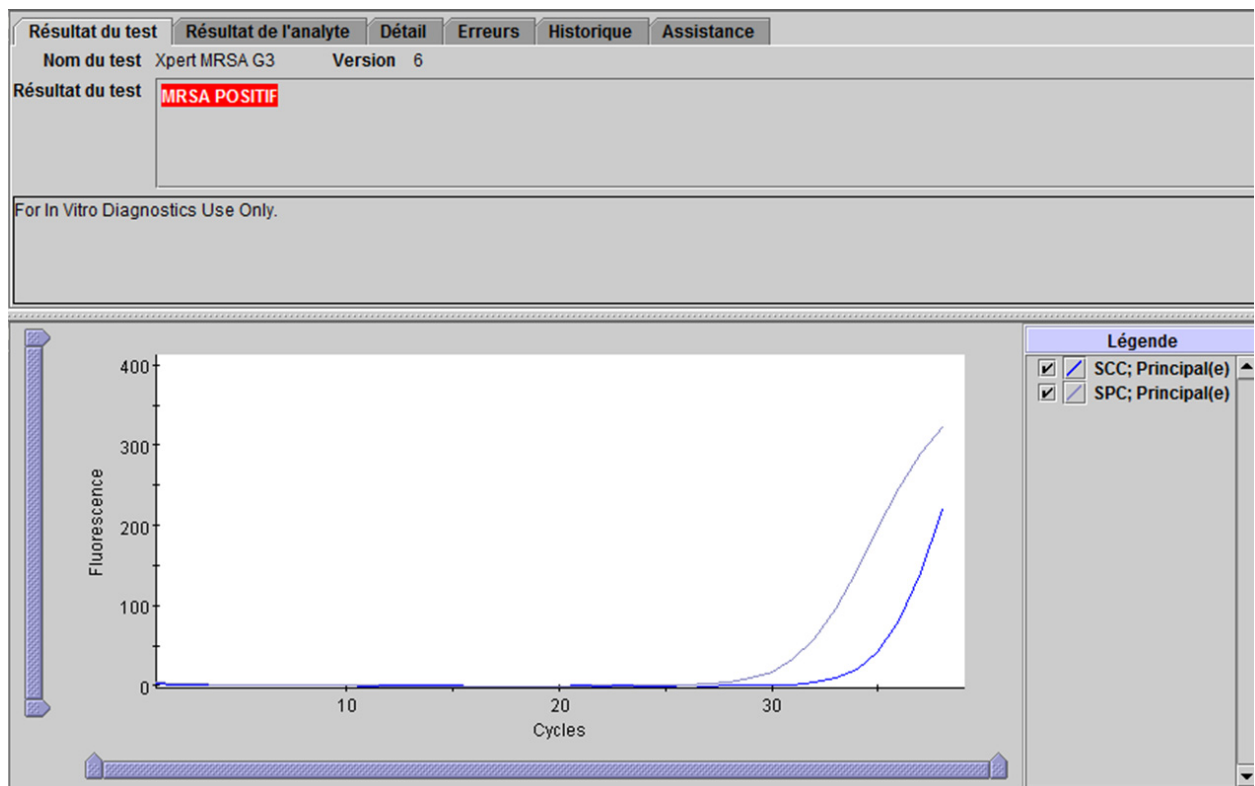 Résultat du test Résultat de l'analyte Détail Erreurs Historique Assistance
Nom du test Xpert MRSA G3 Version 6
Résultat du test MRSA POSITIF
For In Vitro Diagnostics Use Only.
Légende
SCC; Principal(e)
SPC; Principal(e)
400
300
200
100
0
Fluorescence
10 20 30
Cycles